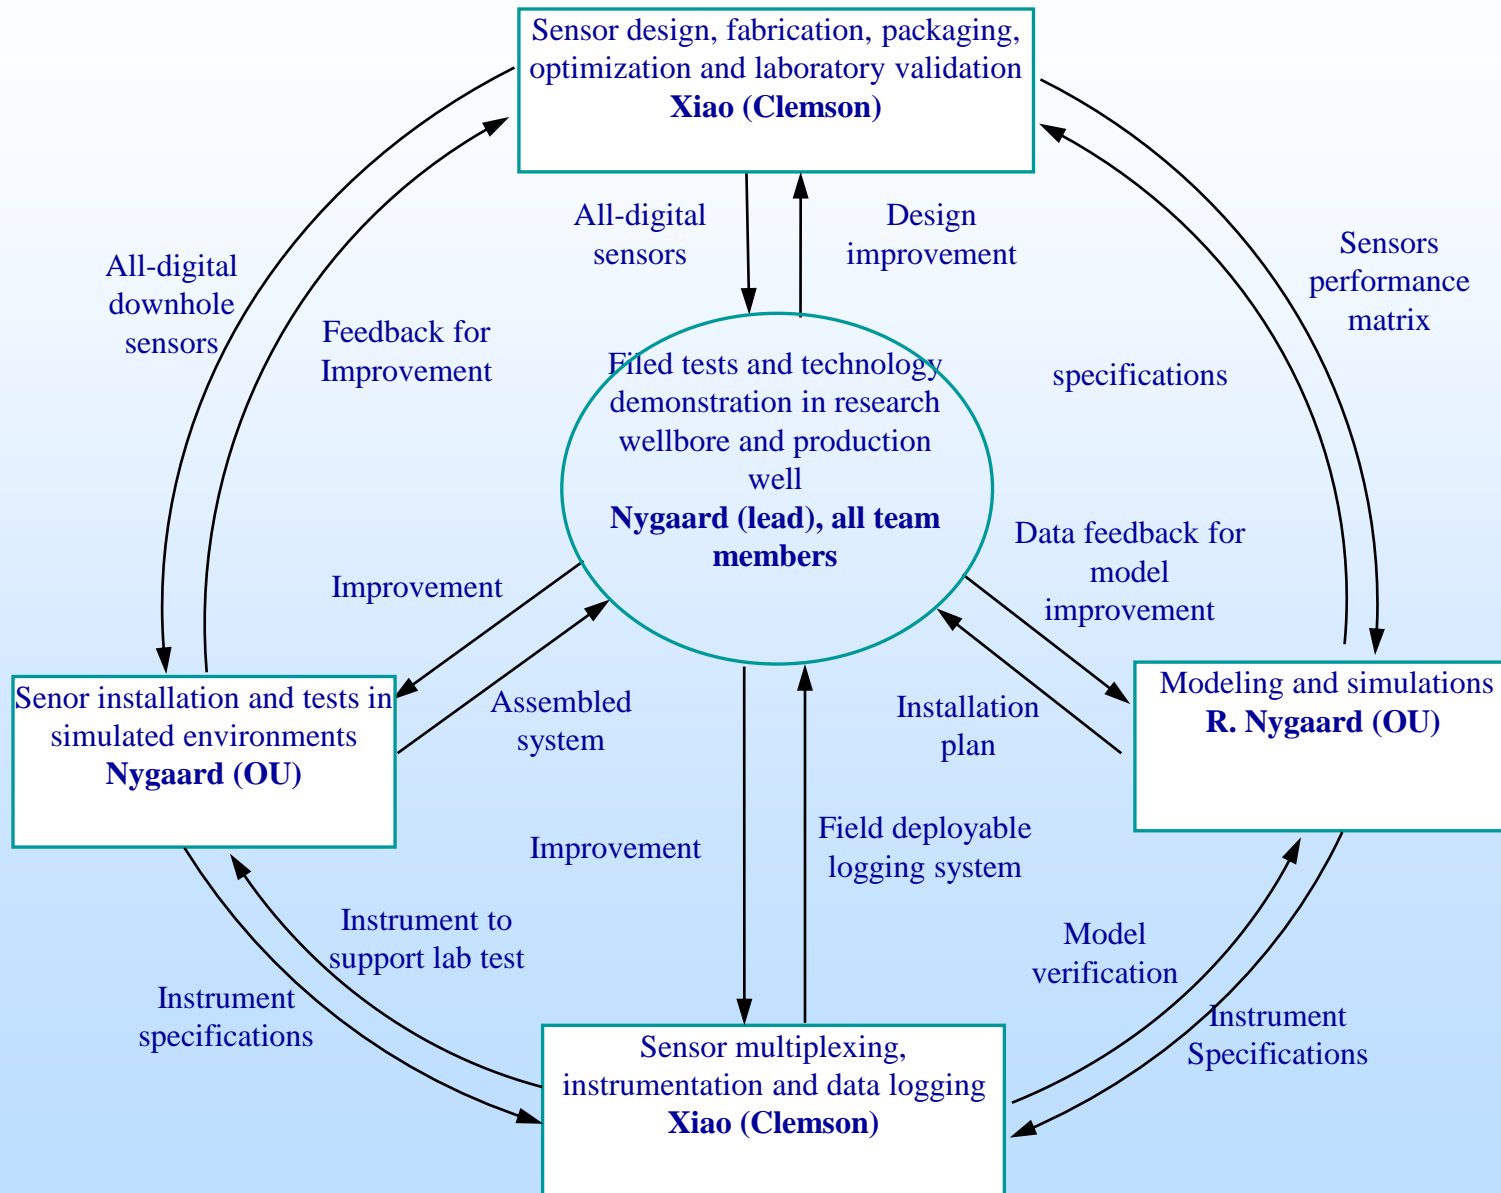 Sensor design, fabrication, packaging,
optimization and laboratory validation
Xiao (Clemson)
All-digital
sensors
Design
improvement
Sensors
performance
matrix
All-digital
downhole
sensors
Feedback for
Improvement
specifications
Filed tests and technology
demonstration in research
wellbore and production
well
Nygaard (lead), all team
members
Data feedback for
model
improvement
Improvement
Senor installation and tests in
simulated environments
Nygaard (OU)
Assembled
system
Installation
plan
Modeling and simulations
R. Nygaard (OU)
Improvement
Field deployable
logging system
Instrument to
support lab test
Model
verification
Instrument
specifications
Instrument
Specifications
Sensor multiplexing,
instrumentation and data logging
Xiao (Clemson)